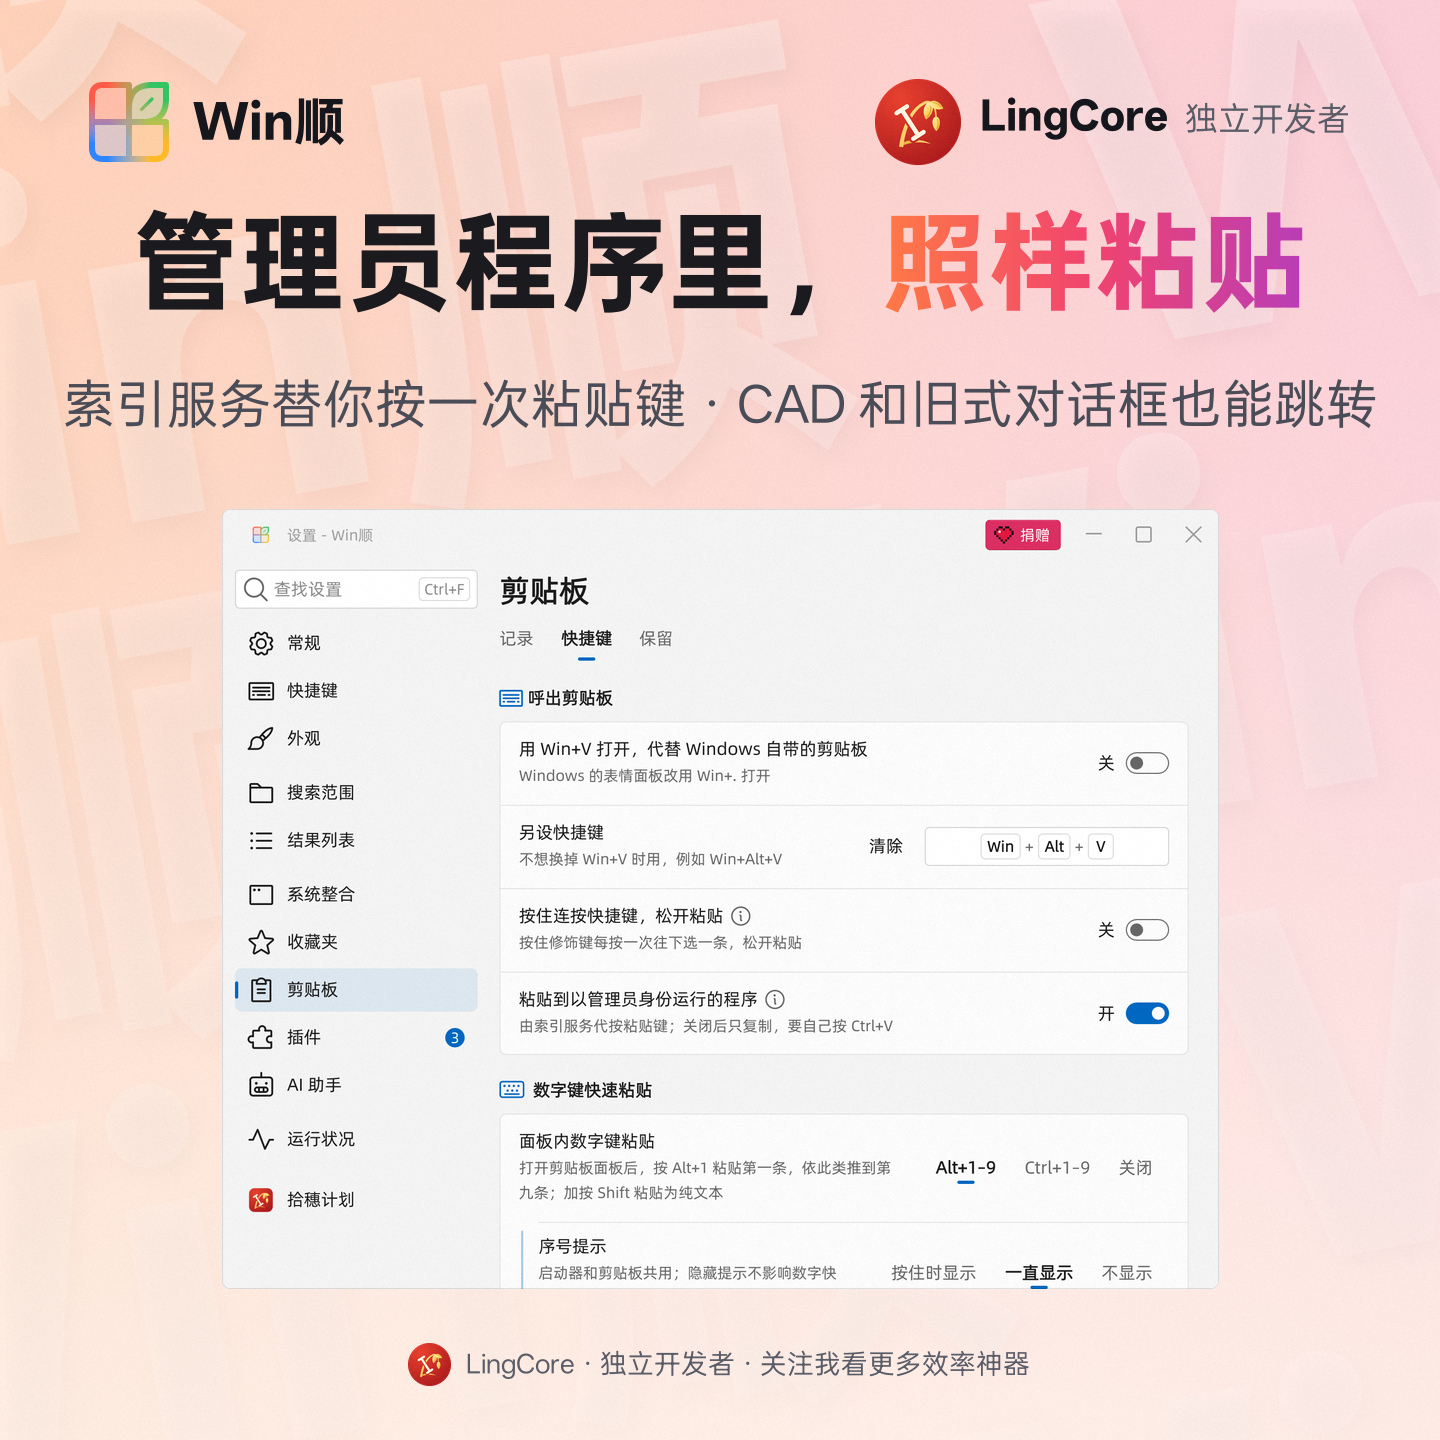 Win顺
LingCore 独立开发者
管理员程序里，照样粘贴
索引服务替你按一次粘贴键 · CAD 和旧式对话框也能跳转
设置 - Win顺
捐赠
查找设置 Ctrl+F
常规
快捷键
外观
搜索范围
结果列表
系统整合
收藏夹
剪贴板
插件 3
AI 助手
运行状况
拾穗计划
剪贴板
记录 快捷键 保留
呼出剪贴板
用 Win+V 打开，代替 Windows 自带的剪贴板
Windows 的表情面板改用 Win+. 打开
关
另设快捷键
不想换掉 Win+V 时用，例如 Win+Alt+V
清除 Win + Alt + V
按住连按快捷键，松开粘贴
按住修饰键每按一次往下选一条，松开粘贴
关
粘贴到以管理员身份运行的程序
由索引服务代按粘贴键；关闭后只复制，要自己按 Ctrl+V
开
数字键快速粘贴
面板内数字键粘贴
打开剪贴板面板后，按 Alt+1 粘贴第一条，依此类推到第
九条；加按 Shift 粘贴为纯文本
Alt+1-9 Ctrl+1-9 关闭
序号提示
启动器和剪贴板共用；隐藏提示不影响数字快
按住时显示 一直显示 不显示
LingCore · 独立开发者 · 关注我看更多效率神器